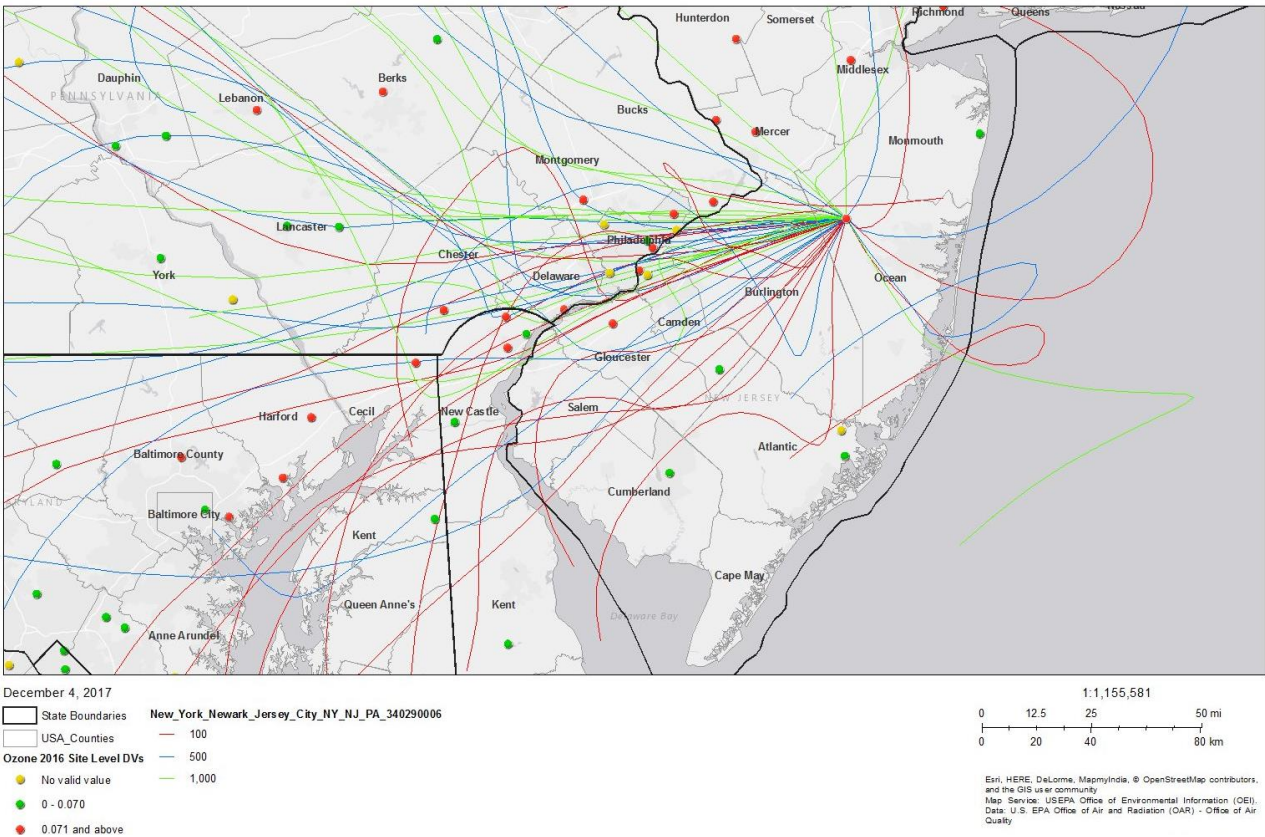 Hunterdon
Somerset
Richmond
Queens
Dauphin
PENNSYLVANIA
Lebanon
Berks
Middlesex
Bucks
Mercer
Monmouth
Montgomery
Lancaster
Chester
Philadelphia
York
Delaware
Ocean
Burlington
Camden
Gloucester
NEW JERSEY
Harford
Cecil
New Castle
Salem
Atlantic
Baltimore County
Cumberland
Baltimore City
Kent
Cape May
Queen Anne's
Kent
Delaware Bay
Anne Arundel
December 4, 2017
1:1,155,581
State Boundaries
New_York_Newark_Jersey_City_NY_NJ_PA_340290006
0 12.5 25 50 mi
USA_Counties
100
0 20 40 80 km
Ozone 2016 Site Level DVs
500
No valid value
1,000
0 - 0.070
0.071 and above
Esri, HERE, DeLorme, MapmyIndia, © OpenStreetMap contributors,
and the GIS user community
Map Service: USEPA Office of Environmental Information (OEI).
Data: U.S. EPA Office of Air and Radiation (OAR) - Office of Air
Quality